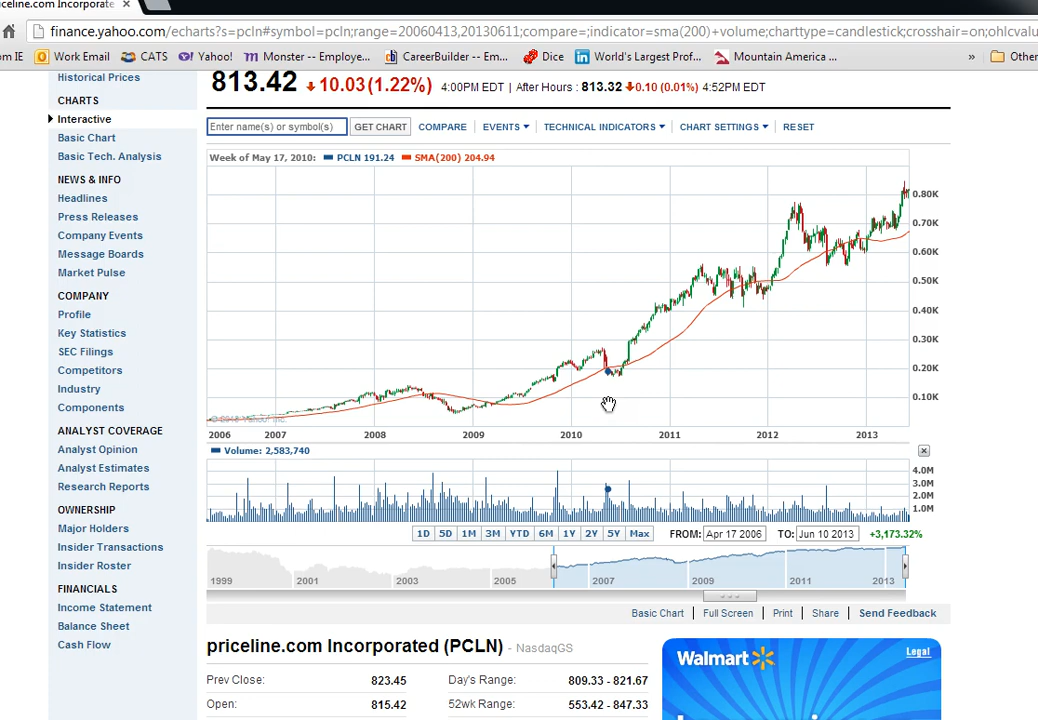 celine.com Incorporate ×
finance.yahoo.com/echarts?s=pcln#symbol=pcln;range=20060413,20130611;compare=;indicator=sma(200)+volume;charttype=candlestick;crosshair=on;ohlcvalu
om IE Work Email CATS Yahoo! Monster -- Employe... CareerBuilder -- Em... Dice World's Largest Prof... Mountain America ... » Other
Historical Prices
CHARTS
Interactive
Basic Chart
Basic Tech. Analysis
NEWS & INFO
Headlines
Press Releases
Company Events
Message Boards
Market Pulse
COMPANY
Profile
Key Statistics
SEC Filings
Competitors
Industry
Components
ANALYST COVERAGE
Analyst Opinion
Analyst Estimates
Research Reports
OWNERSHIP
Major Holders
Insider Transactions
Insider Roster
FINANCIALS
Income Statement
Balance Sheet
Cash Flow
813.42 10.03(1.22%) 4:00PM EDT | After Hours : 813.32 0.10 (0.01%) 4:52PM EDT
Enter name(s) or symbol(s) GET CHART COMPARE EVENTS TECHNICAL INDICATORS CHART SETTINGS RESET
Week of May 17, 2010: PCLN 191.24 SMA(200) 204.94
0.80K
0.70K
0.60K
0.50K
0.40K
0.30K
0.20K
0.10K
2006 2007 2008 2009 2010 2011 2012 2013
Volume: 2,583,740
4.0M
3.0M
2.0M
1.0M
1D 5D 1M 3M YTD 6M 1Y 2Y 5Y Max FROM: Apr 17 2006 TO: Jun 10 2013 +3,173.32%
1999 2001 2003 2005 2007 2009 2011 2013
Basic Chart Full Screen Print Share Send Feedback
priceline.com Incorporated (PCLN) - NasdaqGS
Prev Close: 823.45 Day's Range: 809.33 - 821.67
Open: 815.42 52wk Range: 553.42 - 847.33
Walmart
Legal